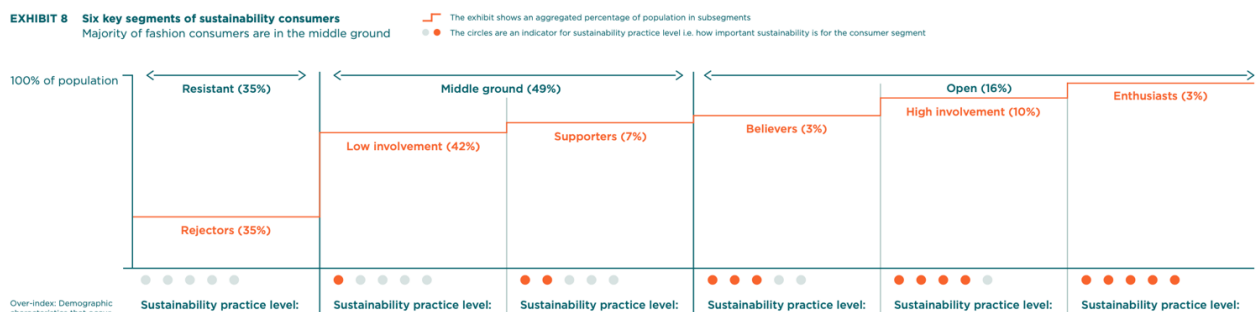 EXHIBIT 8 Six key segments of sustainability consumers
Majority of fashion consumers are in the middle ground
The exhibit shows an aggregated percentage of population in subsegments
The circles are an indicator for sustainability practice level i.e. how important sustainability is for the consumer segment
100% of population
Resistant (35%)
Middle ground (49%)
Open (16%)
Rejectors (35%)
Low involvement (42%)
Supporters (7%)
Believers (3%)
High involvement (10%)
Enthusiasts (3%)
Over-index: Demographic
Sustainability practice level:
Sustainability practice level:
Sustainability practice level:
Sustainability practice level:
Sustainability practice level:
Sustainability practice level: